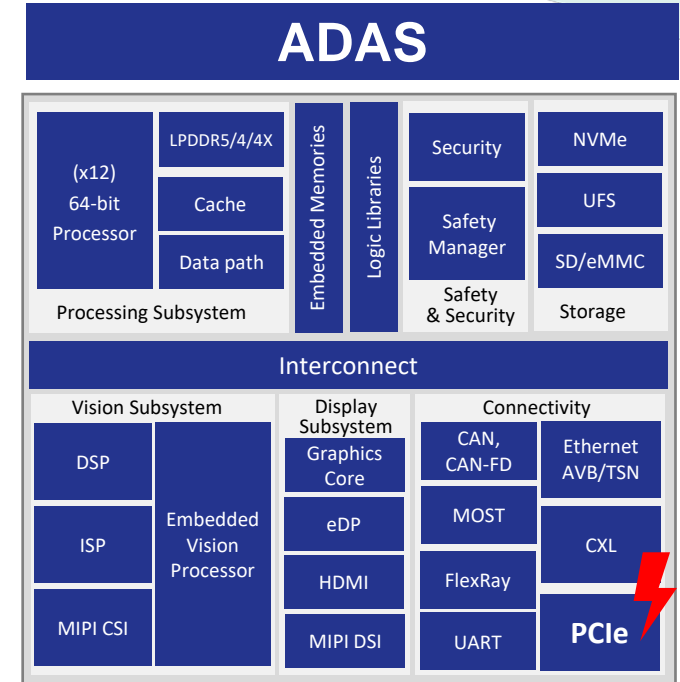 ADAS
(x12)
64-bit
Processor
LPDDR5/4/4X
Cache
Data path
Processing Subsystem
Embedded Memories
Logic Libraries
Security
Safety
Manager
Safety
& Security
NVMe
UFS
SD/eMMC
Storage
Interconnect
Vision Subsystem
DSP
ISP
MIPI CSI
Embedded
Vision
Processor
Display
Subsystem
Graphics
Core
eDP
HDMI
MIPI DSI
Connectivity
CAN,
CAN-FD
MOST
FlexRay
UART
Ethernet
AVB/TSN
CXL
PCIe